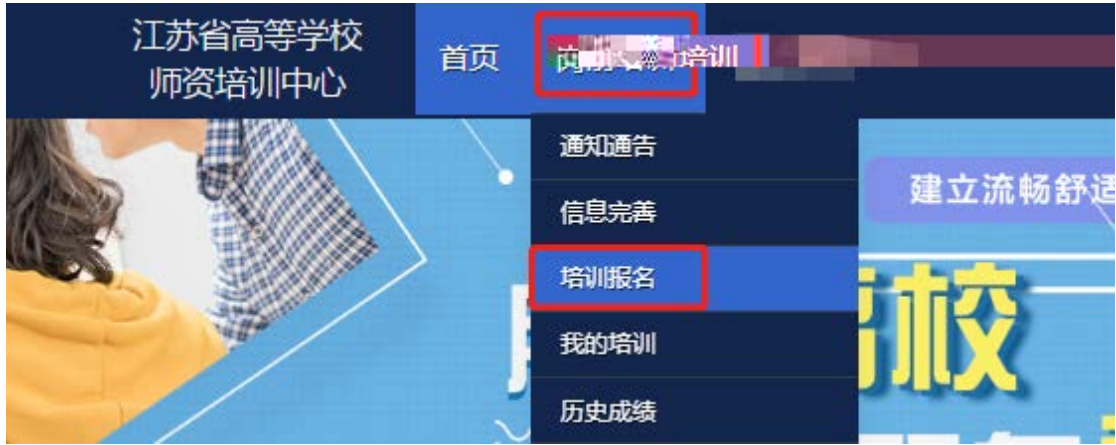 江苏省高等学校
师资培训中心
首页
培训
通知通告
信息完善
培训报名
我的培训
历史成绩
建立流畅舒适
高校